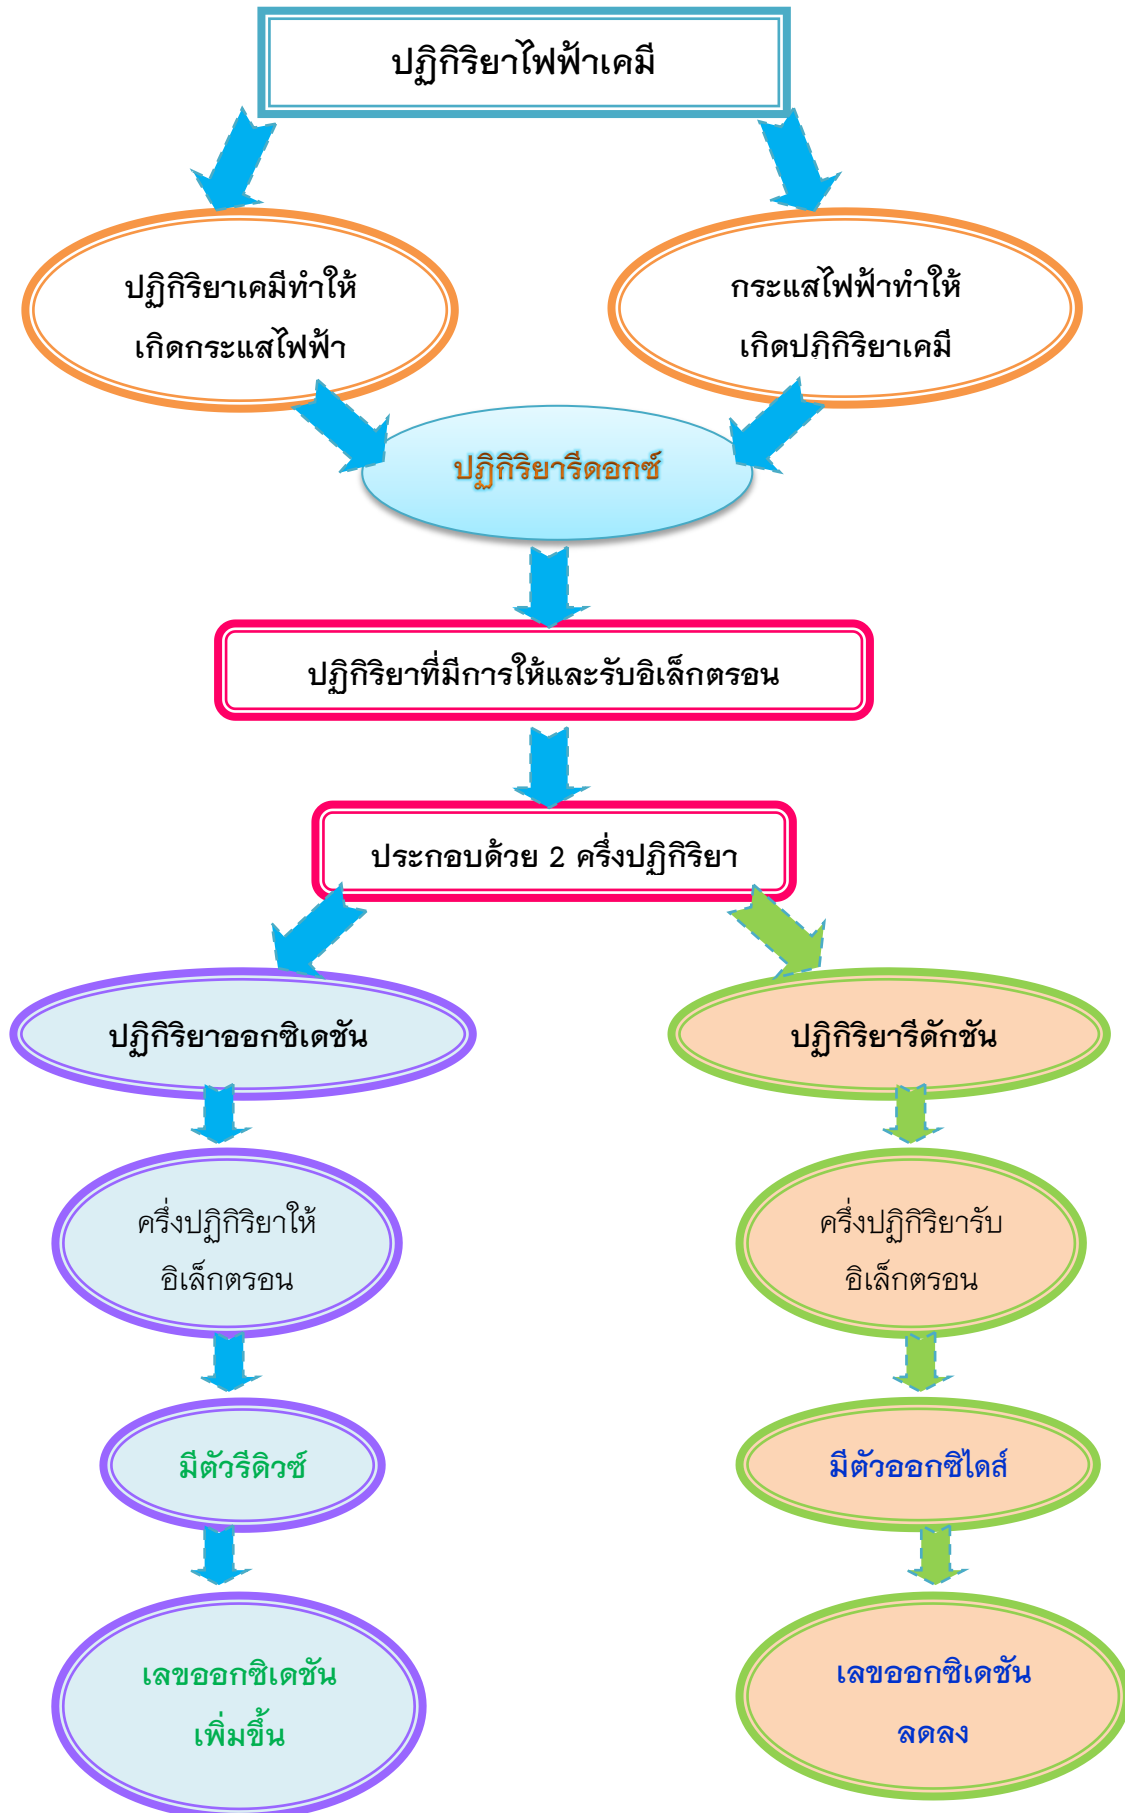 ปฏิกิริยาไฟฟ้าเคมี
ปฏิกิริยาเคมีทำให้
เกิดกระแสไฟฟ้า
กระแสไฟฟ้าทำให้
เกิดปฏิกิริยาเคมี
ปฏิกิริยารีดอกซ์
ปฏิกิริยาที่มีการให้และรับอิเล็กตรอน
ประกอบด้วย 2 ครึ่งปฏิกิริยา
ปฏิกิริยาออกซิเดชัน
ปฏิกิริยารีดักชัน
ครึ่งปฏิกิริยาให้
อิเล็กตรอน
ครึ่งปฏิกิริยารับ
อิเล็กตรอน
มีตัวรีดิวซ์
มีตัวออกซิไดส์
เลขออกซิเดชัน
เพิ่มขึ้น
เลขออกซิเดชัน
ลดลง